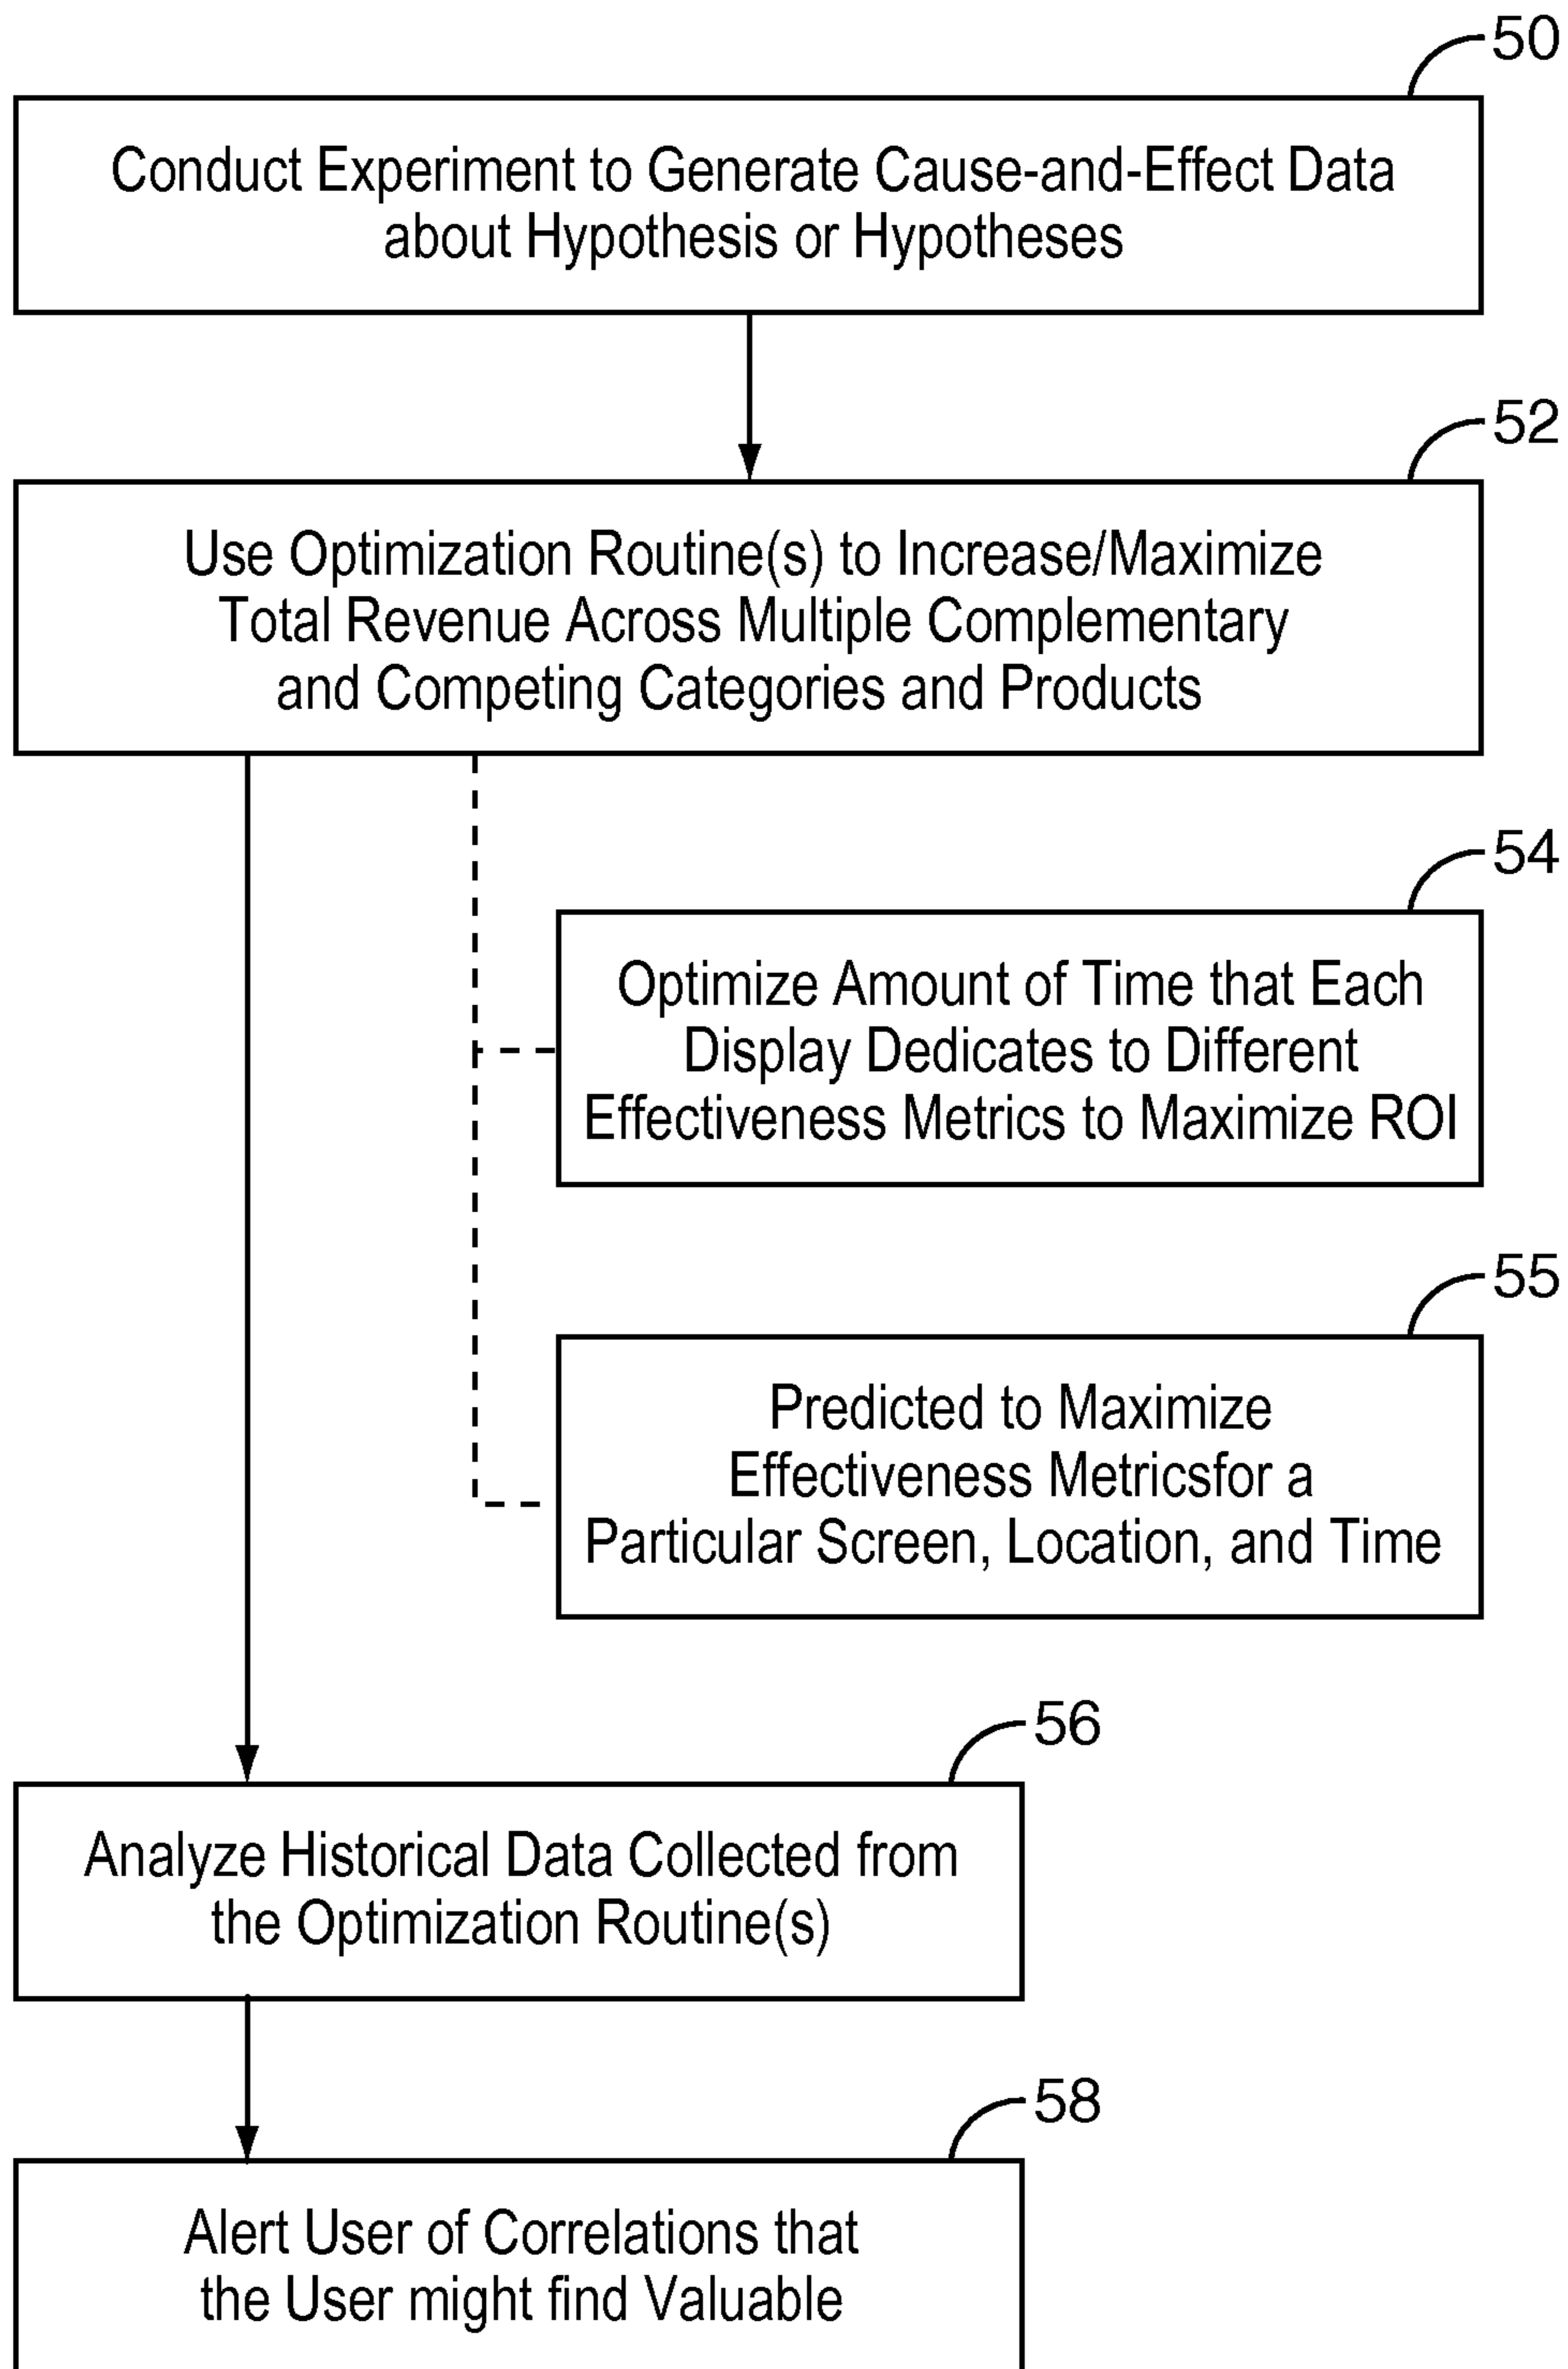 50
Conduct Experiment to Generate Cause-and-Effect Data
about Hypothesis or Hypotheses
52
Use Optimization Routine(s) to Increase/Maximize
Total Revenue Across Multiple Complementary
and Competing Categories and Products
54
Optimize Amount of Time that Each
Display Dedicates to Different
Effectiveness Metrics to Maximize ROI
55
Predicted to Maximize
Effectiveness Metricsfor a
Particular Screen, Location, and Time
56
Analyze Historical Data Collected from
the Optimization Routine(s)
58
Alert User of Correlations that
the User might find Valuable